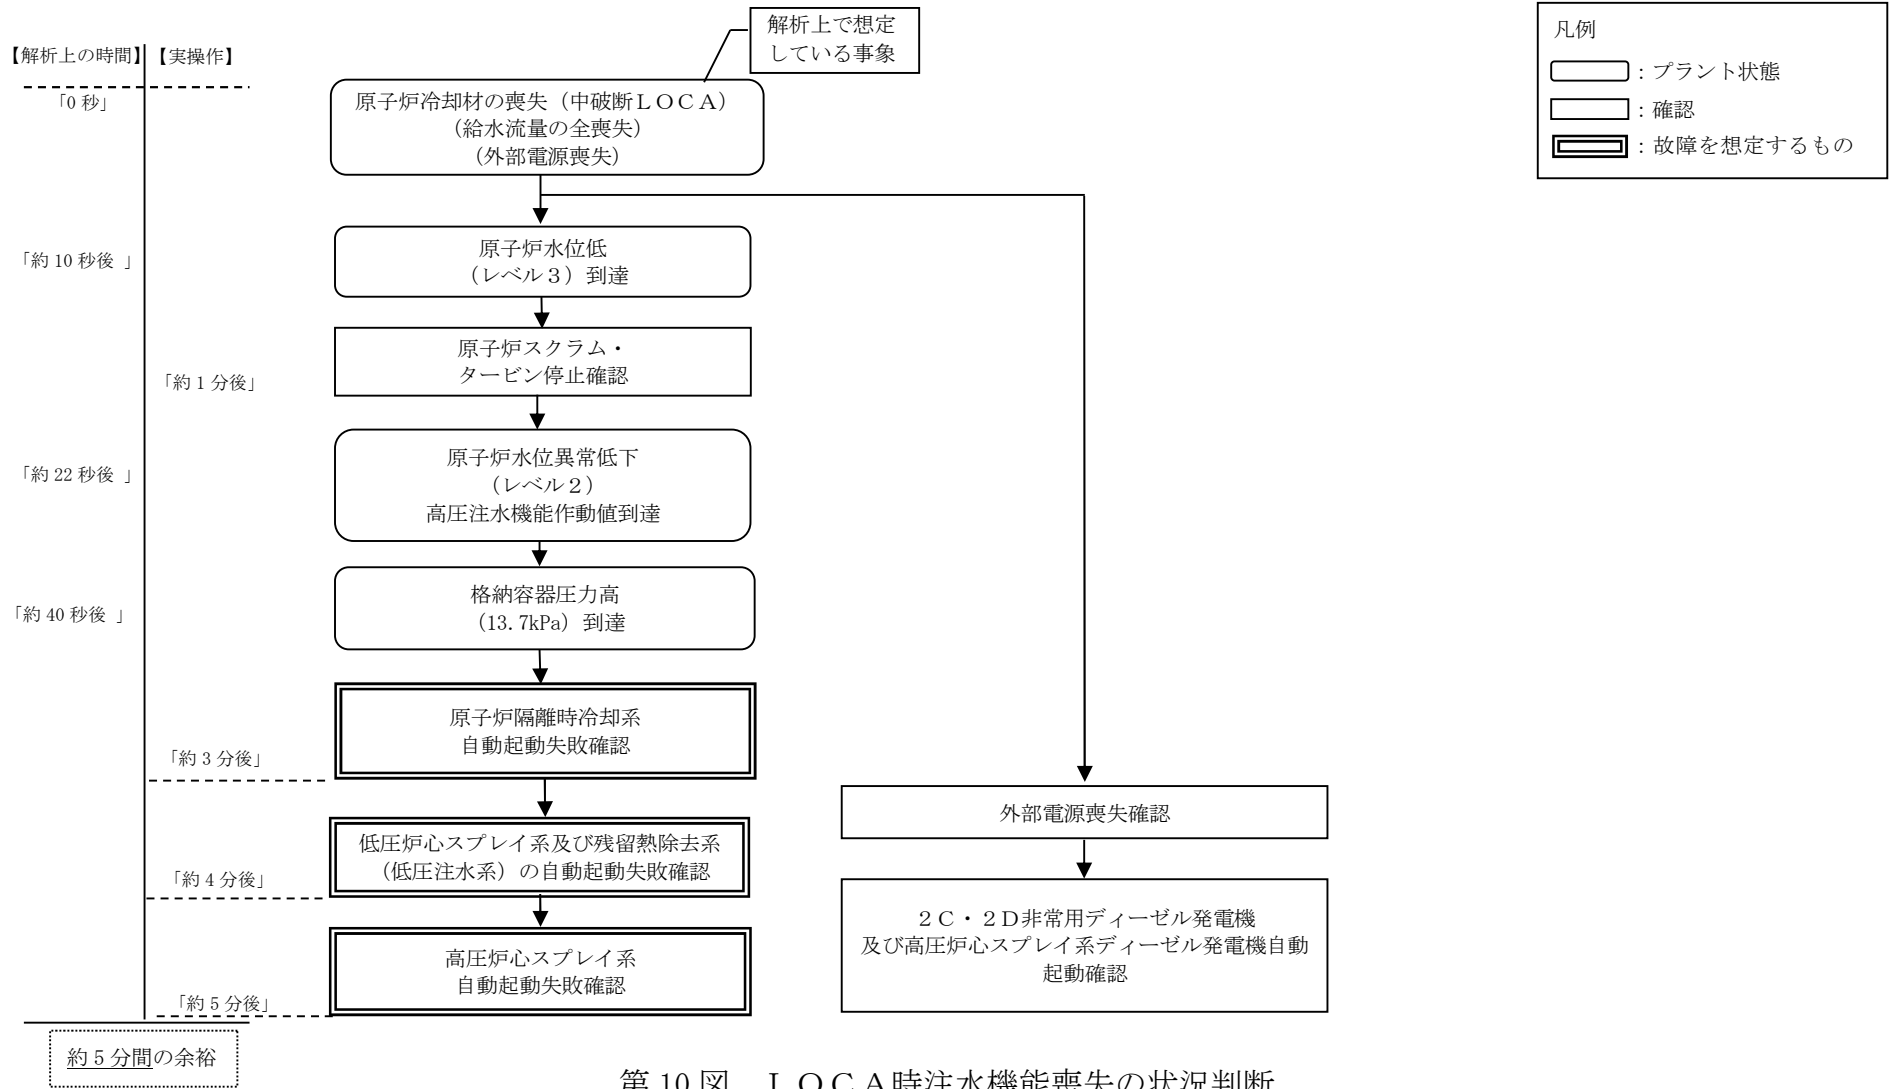 解析上で想定
している事象
凡例
：プラント状態
：確認
：故障を想定するもの
【解析上の時間】
【実操作】
「0 秒」
原子炉冷却材の喪失（中破断ＬＯＣＡ）
（給水流量の全喪失）
（外部電源喪失）
「約 10 秒後 」
原子炉水位低
（レベル３）到達
原子炉スクラム・
タービン停止確認
「約 1 分後」
「約 22 秒後 」
原子炉水位異常低下
（レベル２）
高圧注水機能作動値到達
「約 40 秒後 」
格納容器圧力高
（13.7kPa）到達
原子炉隔離時冷却系
自動起動失敗確認
「約 3 分後」
低圧炉心スプレイ系及び残留熱除去系
（低圧注水系）の自動起動失敗確認
「約 4 分後」
高圧炉心スプレイ系
自動起動失敗確認
「約 5 分後」
外部電源喪失確認
２Ｃ・２Ｄ非常用ディーゼル発電機
及び高圧炉心スプレイ系ディーゼル発電機自動
起動確認
約 5 分間の余裕
第 10 図　ＬＯＣＡ時注水機能喪失の状況判断